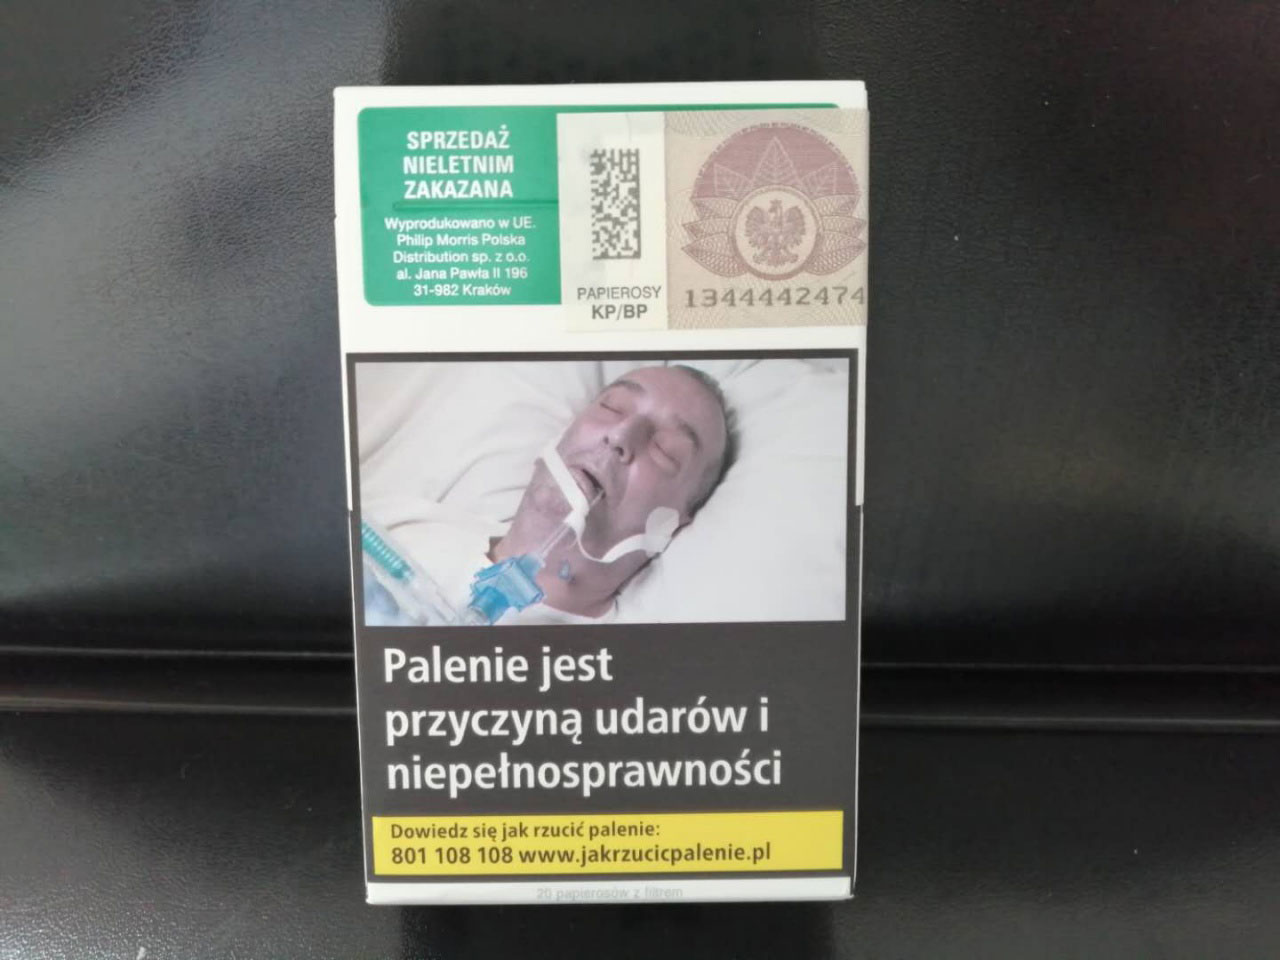 SPRZEDAŻ
NIELETNIM
ZAKAZANA
Wyprodukowano w UE.
Philip Morris Polska
Distribution sp. z o.o.
al. Jana Pawła II 196
31-982 Kraków
PAPIEROSY
KP/BP
1344442474
Palenie jest
przyczyną udarów i
niepełnosprawności
Dowiedz się jak rzucić palenie:
801 108 108 www.jakrzucicpalenie.pl
20 papierosów z filtrem